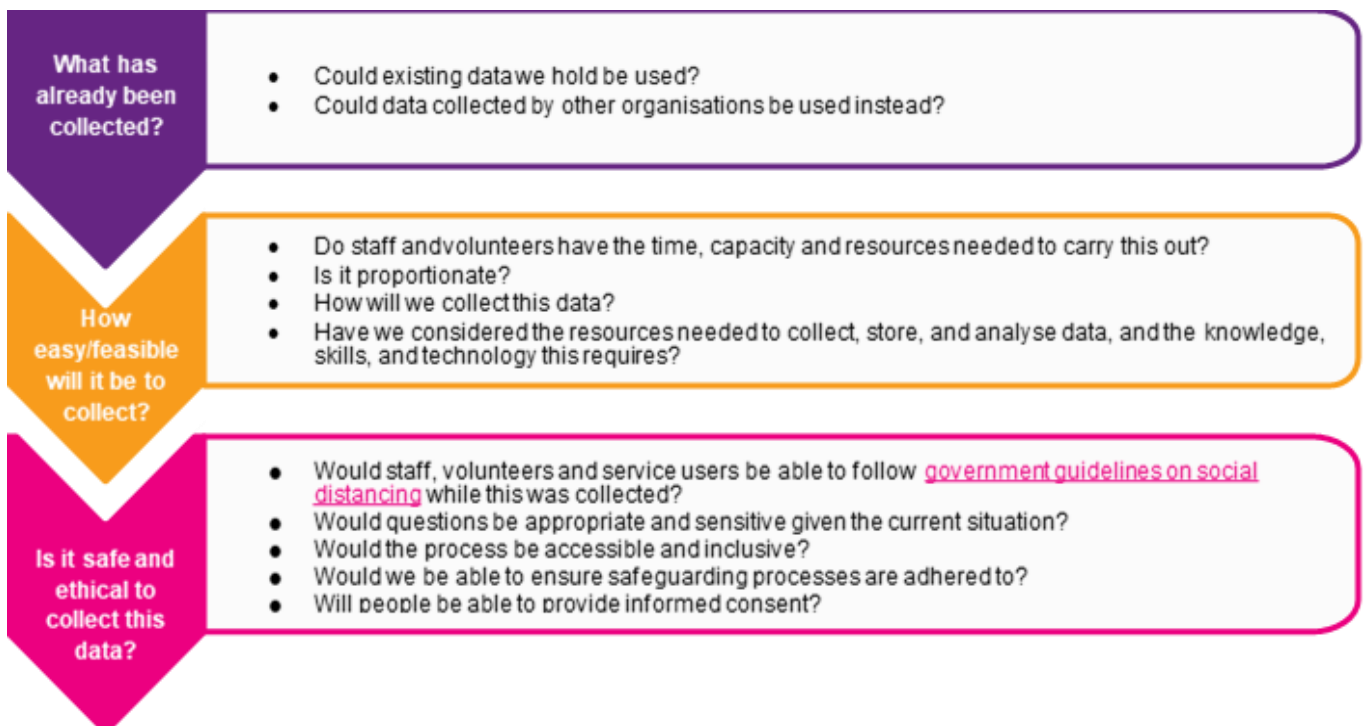 What has
already been
collected?
● Could existing datawe hold be used?
● Could data collected by other organisations be used instead?
How
easy/feasible
will it be to
collect?
● Do staff andvolunteers have the time, capacity and resources needed to carry this out?
● Is it proportionate?
● How will we collect this data?
● Have we considered the resources needed to collect, store, and analyse data, and the knowledge,
skills, and technology this requires?
Is it safe and
ethical to
collect this
data?
● Would staff, volunteers and service users be able to follow government guidelines on social
distancing while this was collected?
● Would questions be appropriate and sensitive given the current situation?
● Would the process be accessible and inclusive?
● Would we be able to ensure safeguarding processes are adhered to?
● Will people be able to provide informed consent?